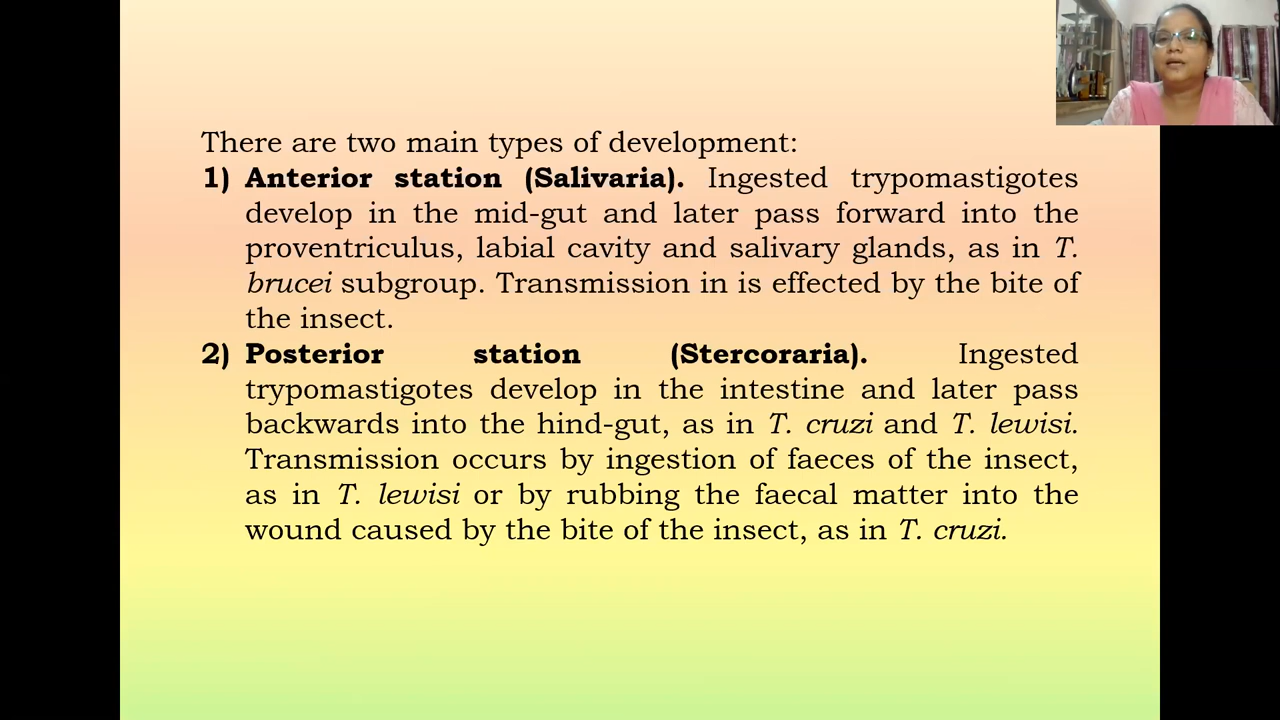 There are two main types of development:
1) Anterior station (Salivaria). Ingested trypomastigotes
develop in the mid-gut and later pass forward into the
proventriculus, labial cavity and salivary glands, as in T.
brucei subgroup. Transmission in is effected by the bite of
the insect.
2) Posterior station (Stercoraria). Ingested
trypomastigotes develop in the intestine and later pass
backwards into the hind-gut, as in T. cruzi and T. lewisi.
Transmission occurs by ingestion of faeces of the insect,
as in T. lewisi or by rubbing the faecal matter into the
wound caused by the bite of the insect, as in T. cruzi.